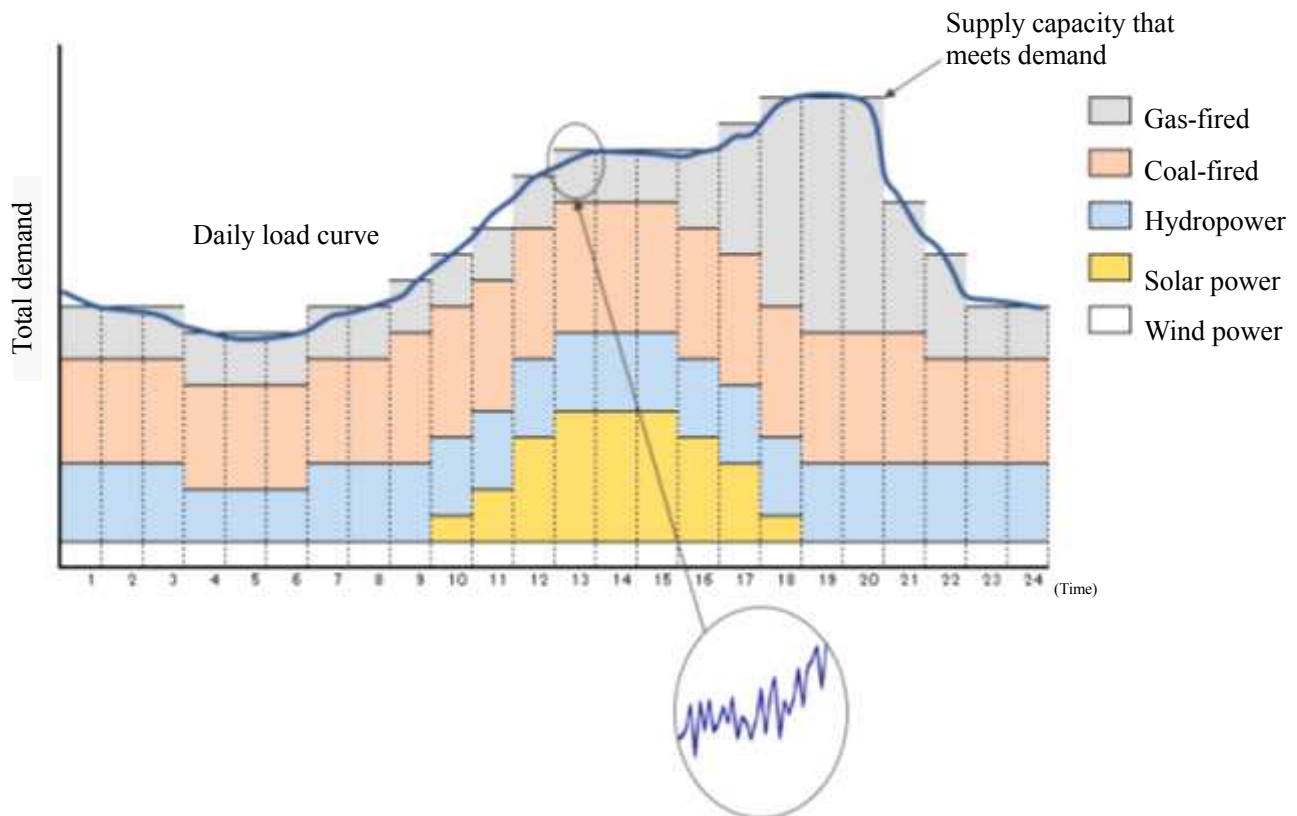 Supply capacity that
meets demand
Gas-fired
Coal-fired
Hydropower
Solar power
Wind power
Total demand
Daily load curve
1 2 3 4 5 6 7 8 9 10 11 12 13 14 15 16 17 18 19 20 21 22 23 24
(Time)